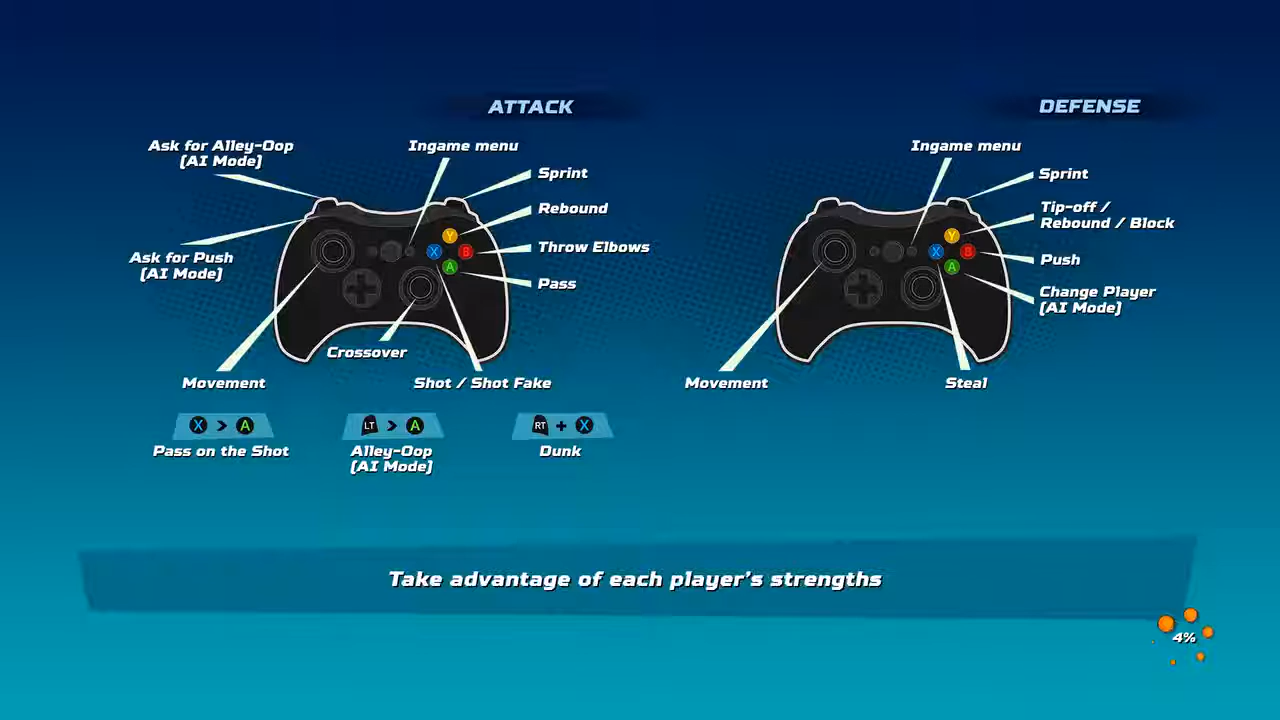 ATTACK
Ask for Alley-Oop
[AI Mode]
Ingame menu
Sprint
Rebound
Ask for Push
[AI Mode]
Throw Elbows
Pass
Y
X
B
A
Crossover
Movement
Shot / Shot Fake
X > A
Pass on the Shot
LT > A
Alley-Oop
[AI Mode]
RT + X
Dunk
DEFENSE
Ingame menu
Sprint
Tip-off /
Rebound / Block
Push
Change Player
[AI Mode]
Y
X
B
A
Movement
Steal
Take advantage of each player's strengths
4%